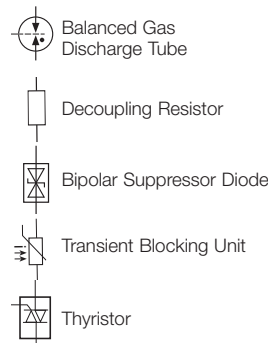 Balanced Gas
Discharge Tube
Decoupling Resistor
Bipolar Suppressor Diode
Transient Blocking Unit
Thyristor